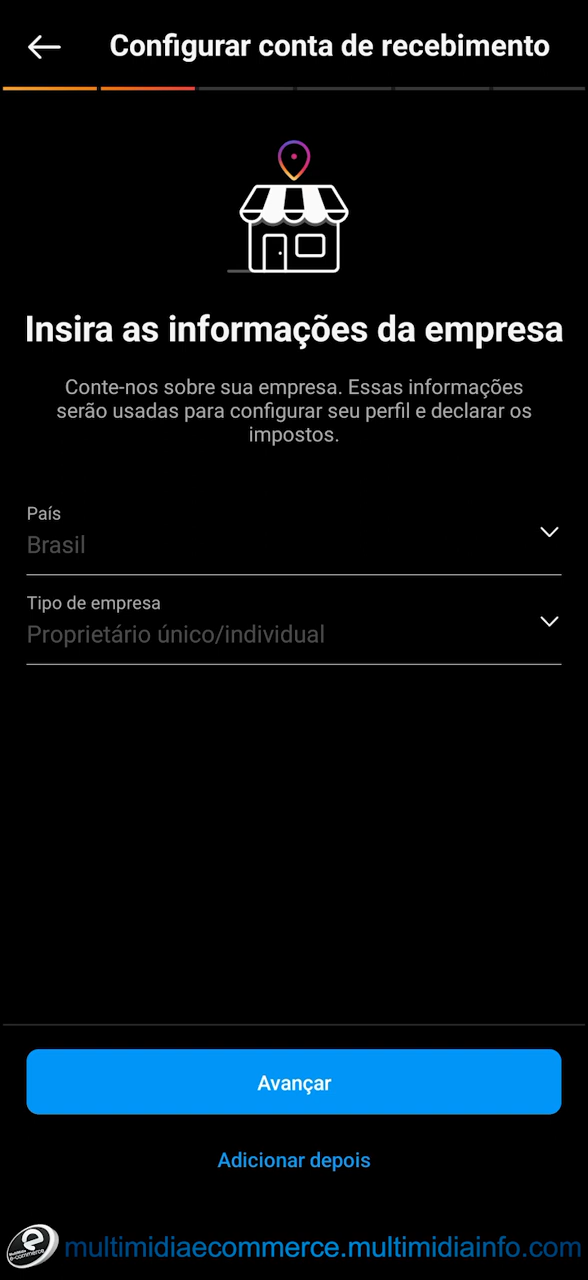 Configurar conta de recebimento
Insira as informações da empresa
Conte-nos sobre sua empresa. Essas informações
serão usadas para configurar seu perfil e declarar os
impostos.
País
Brasil
Tipo de empresa
Proprietário único/individual
Avançar
Adicionar depois
multimidiaecommerce.multimidiainfo.com